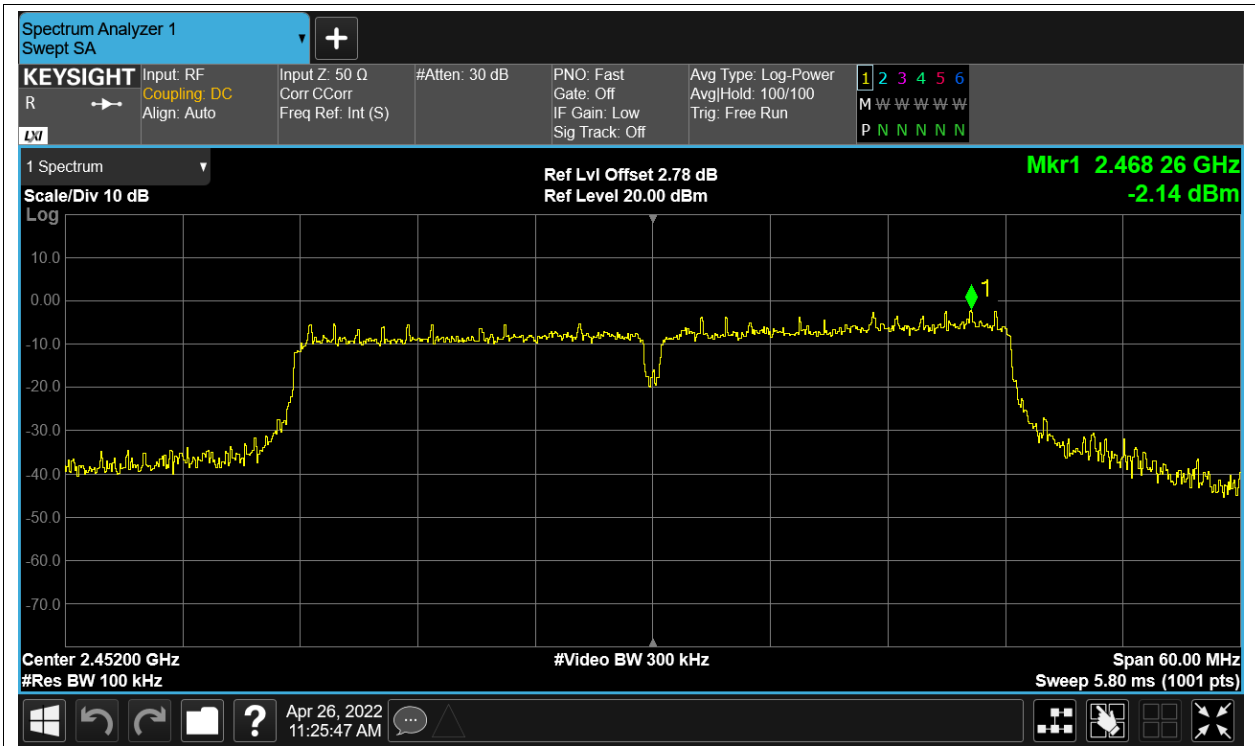 Spectrum Analyzer 1
Swept SA
KEYSIGHT
R
LXI
Input: RF
Coupling: DC
Align: Auto
Input Z: 50 Ω
Corr CCorr
Freq Ref: Int (S)
#Atten: 30 dB
PNO: Fast
Gate: Off
IF Gain: Low
Sig Track: Off
Avg Type: Log-Power
Avg|Hold: 100/100
Trig: Free Run
1 2 3 4 5 6
M W W W W W W
P N N N N N
1 Spectrum
Scale/Div 10 dB
Ref Lvl Offset 2.78 dB
Ref Level 20.00 dBm
Mkr1 2.468 26 GHz
-2.14 dBm
Log
10.0
0.00
-10.0
-20.0
-30.0
-40.0
-50.0
-60.0
-70.0
1
Center 2.45200 GHz
#Res BW 100 kHz
#Video BW 300 kHz
Span 60.00 MHz
Sweep 5.80 ms (1001 pts)
?
Apr 26, 2022
11:25:47 AM